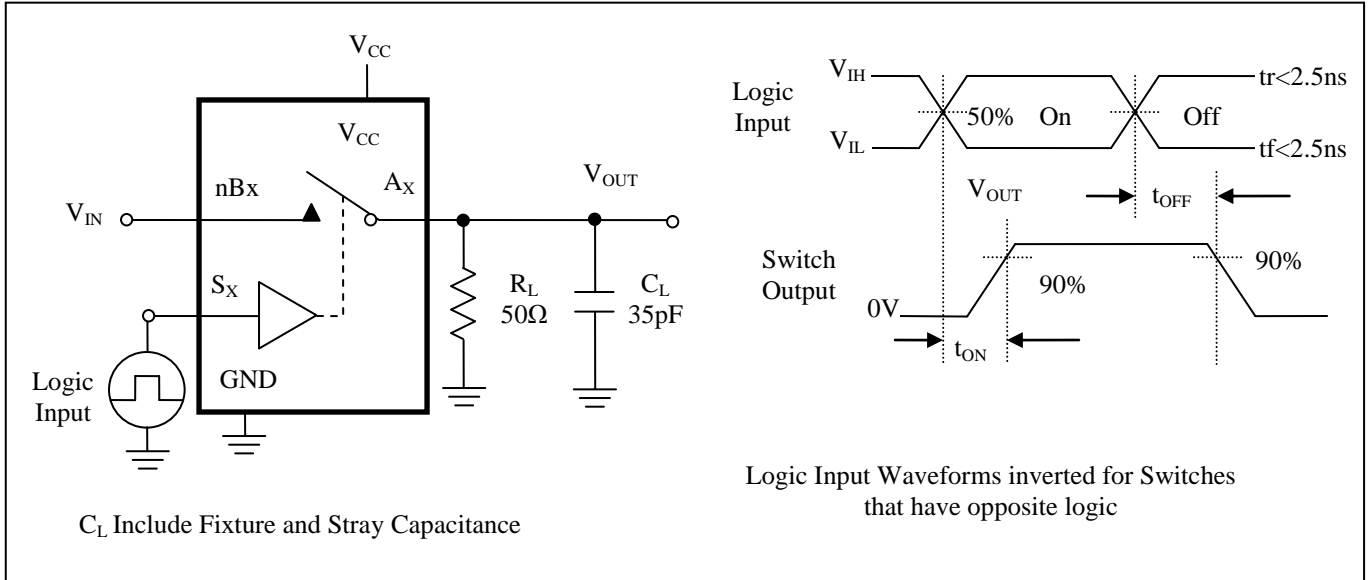 V_CC
V_CC
nBx
A_X
V_IN
V_OUT
S_X
R_L
50Ω
C_L
35pF
GND
Logic
Input
C_L Include Fixture and Stray Capacitance
Logic
Input
V_IH
V_IL
50%
On
Off
tr<2.5ns
tf<2.5ns
V_OUT
t_OFF
Switch
Output
90%
90%
0V
t_ON
Logic Input Waveforms inverted for Switches
that have opposite logic